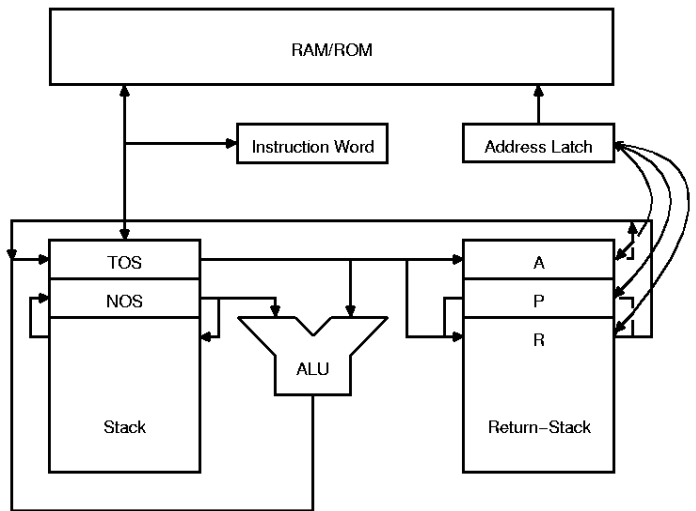 RAM/ROM
Instruction Word
Address Latch
TOS
A
NOS
P
R
ALU
Stack
Return-Stack